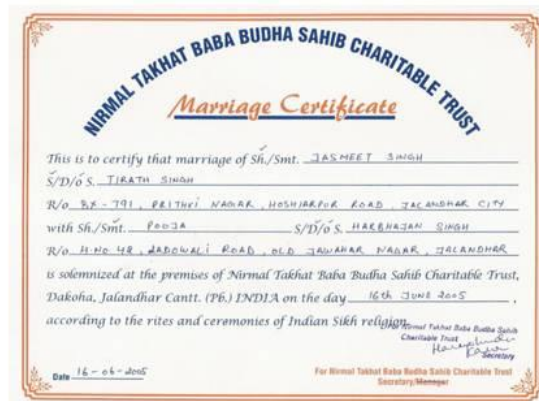 NIRMAL TAKHAT BABA BUDHA SAHIB CHARITABLE TRUST
Marriage Certificate
This is to certify that marriage of Sh./Smt. JASMEET SINGH
S/D/o S. TIRATH SINGH
R/o BX-791, PRITHVI NAGAR, HOSHIARPUR ROAD, JALANDHAR CITY
with Sh./Smt. POOJA S/D/o S. HARBHAJAN SINGH
R/o H.NO 48, LADOWALI ROAD, OLD JAWAHAR NAGAR, JALANDHAR
is solemnized at the premises of Nirmal Takhat Baba Budha Sahib Charitable Trust,
Dakoha, Jalandhar Cantt. (Pb.) INDIA on the day 16th JUNE 2005,
according to the rites and ceremonies of Indian Sikh religion.
For Nirmal Takhat Baba Budha Sahib
Charitable Trust
Secretary
Date 16-06-2005
For Nirmal Takhat Baba Budha Sahib Charitable Trust
Secretary/Manager